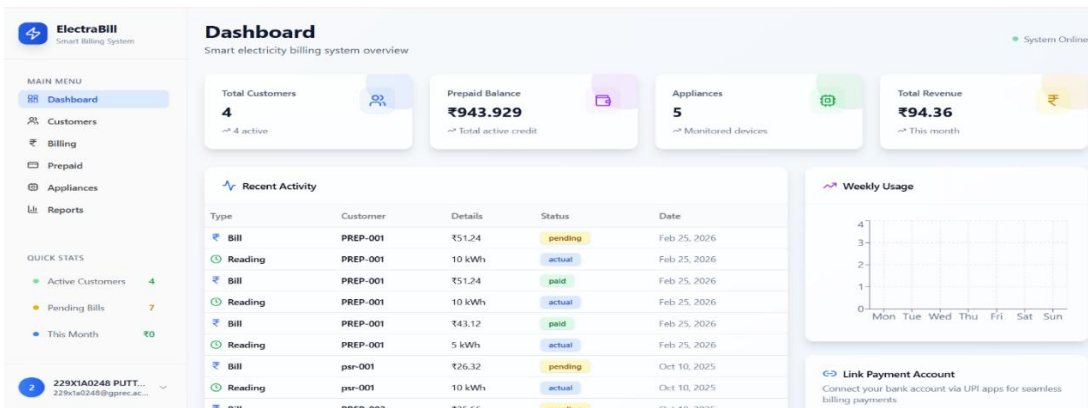 ElectraBill
Smart Billing System
MAIN MENU
Dashboard
Customers
₹ Billing
Prepaid
Appliances
Reports
QUICK STATS
Active Customers 4
Pending Bills 7
This Month ₹0
2 229X1A0248 PUTT...
229x1a0248@gprec.ac...
Dashboard
Smart electricity billing system overview
System Online
Total Customers
4
4 active
Prepaid Balance
₹943.929
Total active credit
Appliances
5
Monitored devices
Total Revenue
₹
₹94.36
This month
Recent Activity
Type Customer Details Status Date
₹ Bill PREP-001 ₹51.24 pending Feb 25, 2026
Reading PREP-001 10 kWh actual Feb 25, 2026
₹ Bill PREP-001 ₹51.24 paid Feb 25, 2026
Reading PREP-001 10 kWh actual Feb 25, 2026
₹ Bill PREP-001 ₹43.12 paid Feb 25, 2026
Reading PREP-001 5 kWh actual Feb 25, 2026
₹ Bill psr-001 ₹26.32 pending Oct 10, 2025
Reading psr-001 10 kWh actual Oct 10, 2025
Weekly Usage
4
3
2
1
0
Mon Tue Wed Thu Fri Sat Sun
Link Payment Account
Connect your bank account via UPI apps for seamless
billing payments